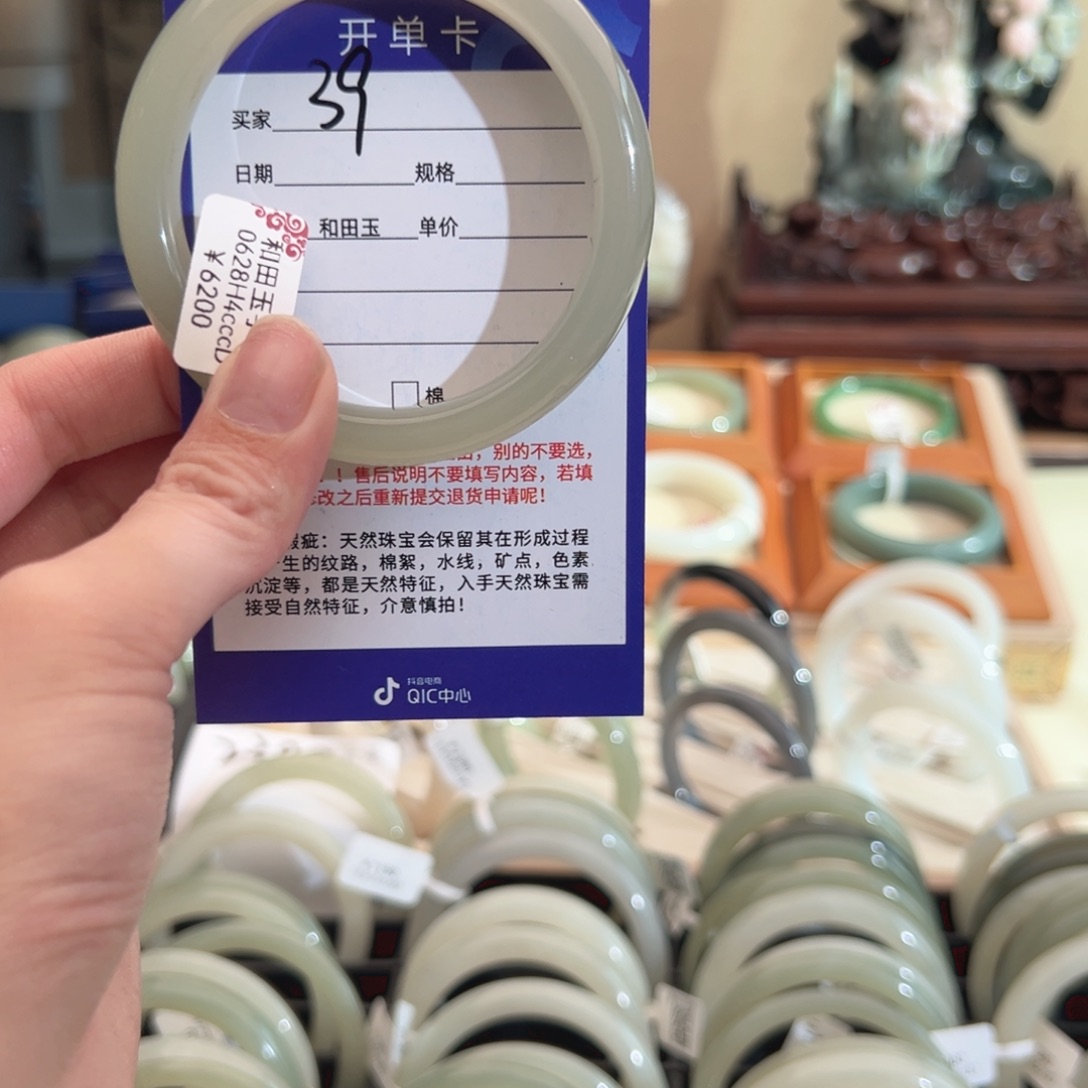 开单卡
买家 39
日期 规格
和田玉 单价
和田玉
0628H4cccD
¥6200
棉
，别的不要选，
！售后说明不要填写内容，若填
改之后重新提交退货申请呢！
瑕疵：天然珠宝会保留其在形成过程
生的纹路，棉絮，水线，矿点，色素
沉淀等，都是天然特征，入手天然珠宝需
接受自然特征，介意慎拍！
抖音电商
QIC中心